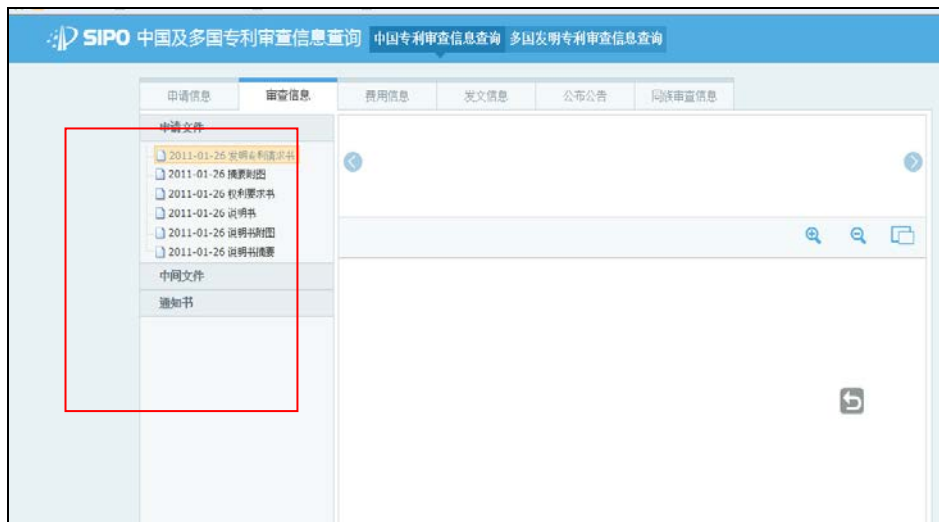 SIPO 中国及多国专利审查信息查询 中国专利审查信息查询 多国发明专利审查信息查询
申请信息 审查信息 费用信息 发文信息 公布公告 同族审查信息
申请文件
2011-01-26 发明专利请求书
2011-01-26 摘要附图
2011-01-26 权利要求书
2011-01-26 说明书
2011-01-26 说明书附图
2011-01-26 说明书摘要
中间文件
通知书